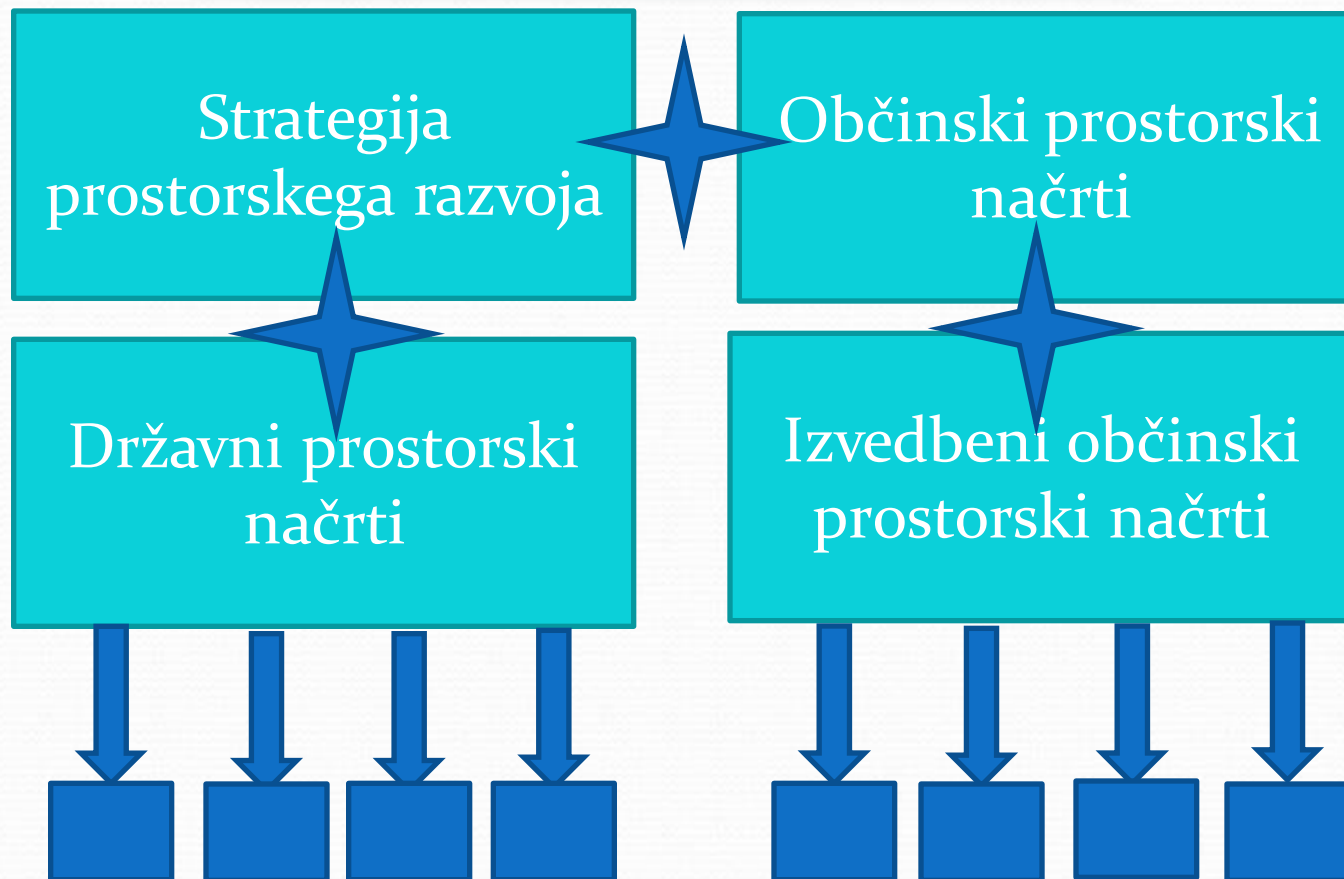 Strategija
prostorskega razvoja
Občinski prostorski
načrti
Državni prostorski
načrti
Izvedbeni občinski
prostorski načrti